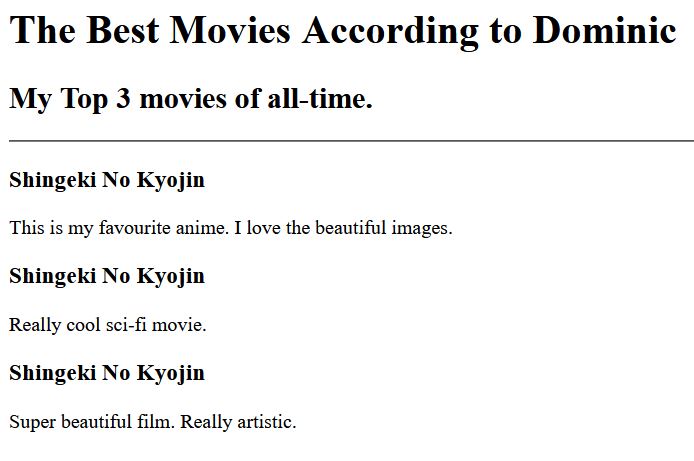 The Best Movies According to Dominic
My Top 3 movies of all-time.
Shingeki No Kyojin
This is my favourite anime. I love the beautiful images.
Shingeki No Kyojin
Really cool sci-fi movie.
Shingeki No Kyojin
Super beautiful film. Really artistic.